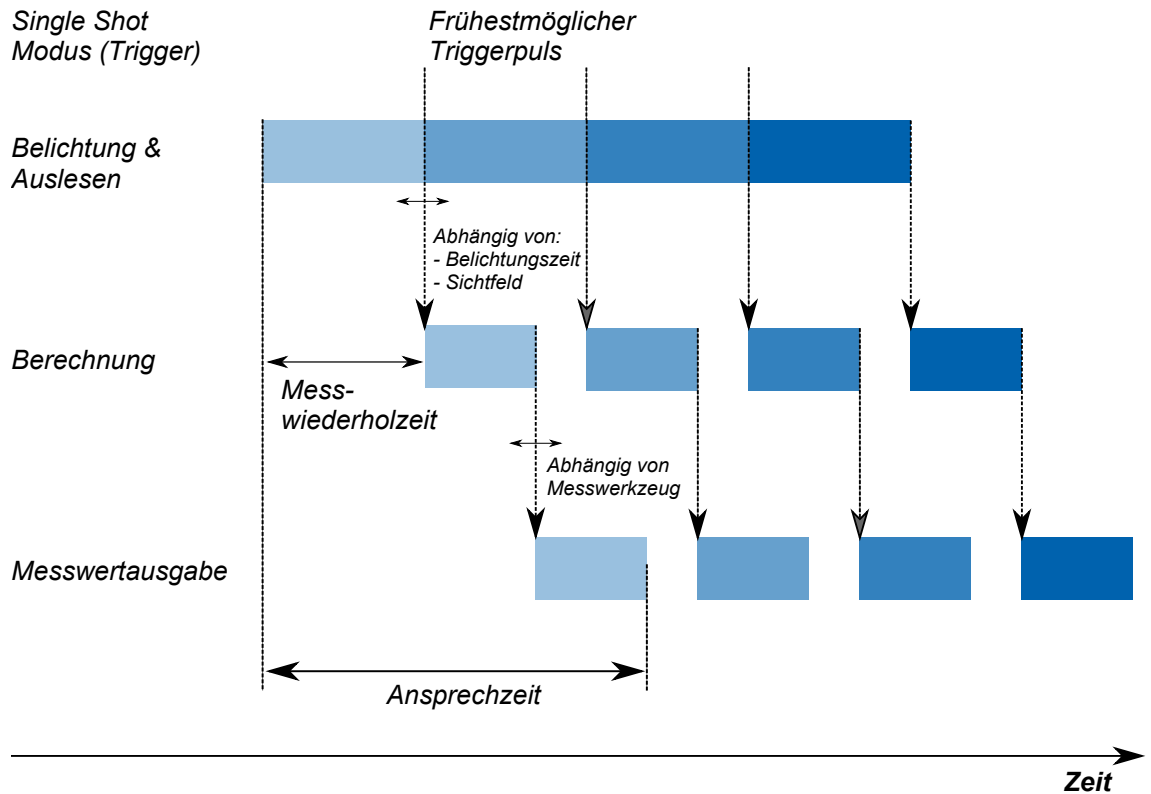 Single Shot
Modus (Trigger)
Frühestmöglicher
Triggerpuls
Belichtung &
Auslesen
Abhängig von:
- Belichtungszeit
- Sichtfeld
Berechnung
Mess-
wiederholzeit
Abhängig von
Messwerkzeug
Messwertausgabe
Ansprechzeit
Zeit